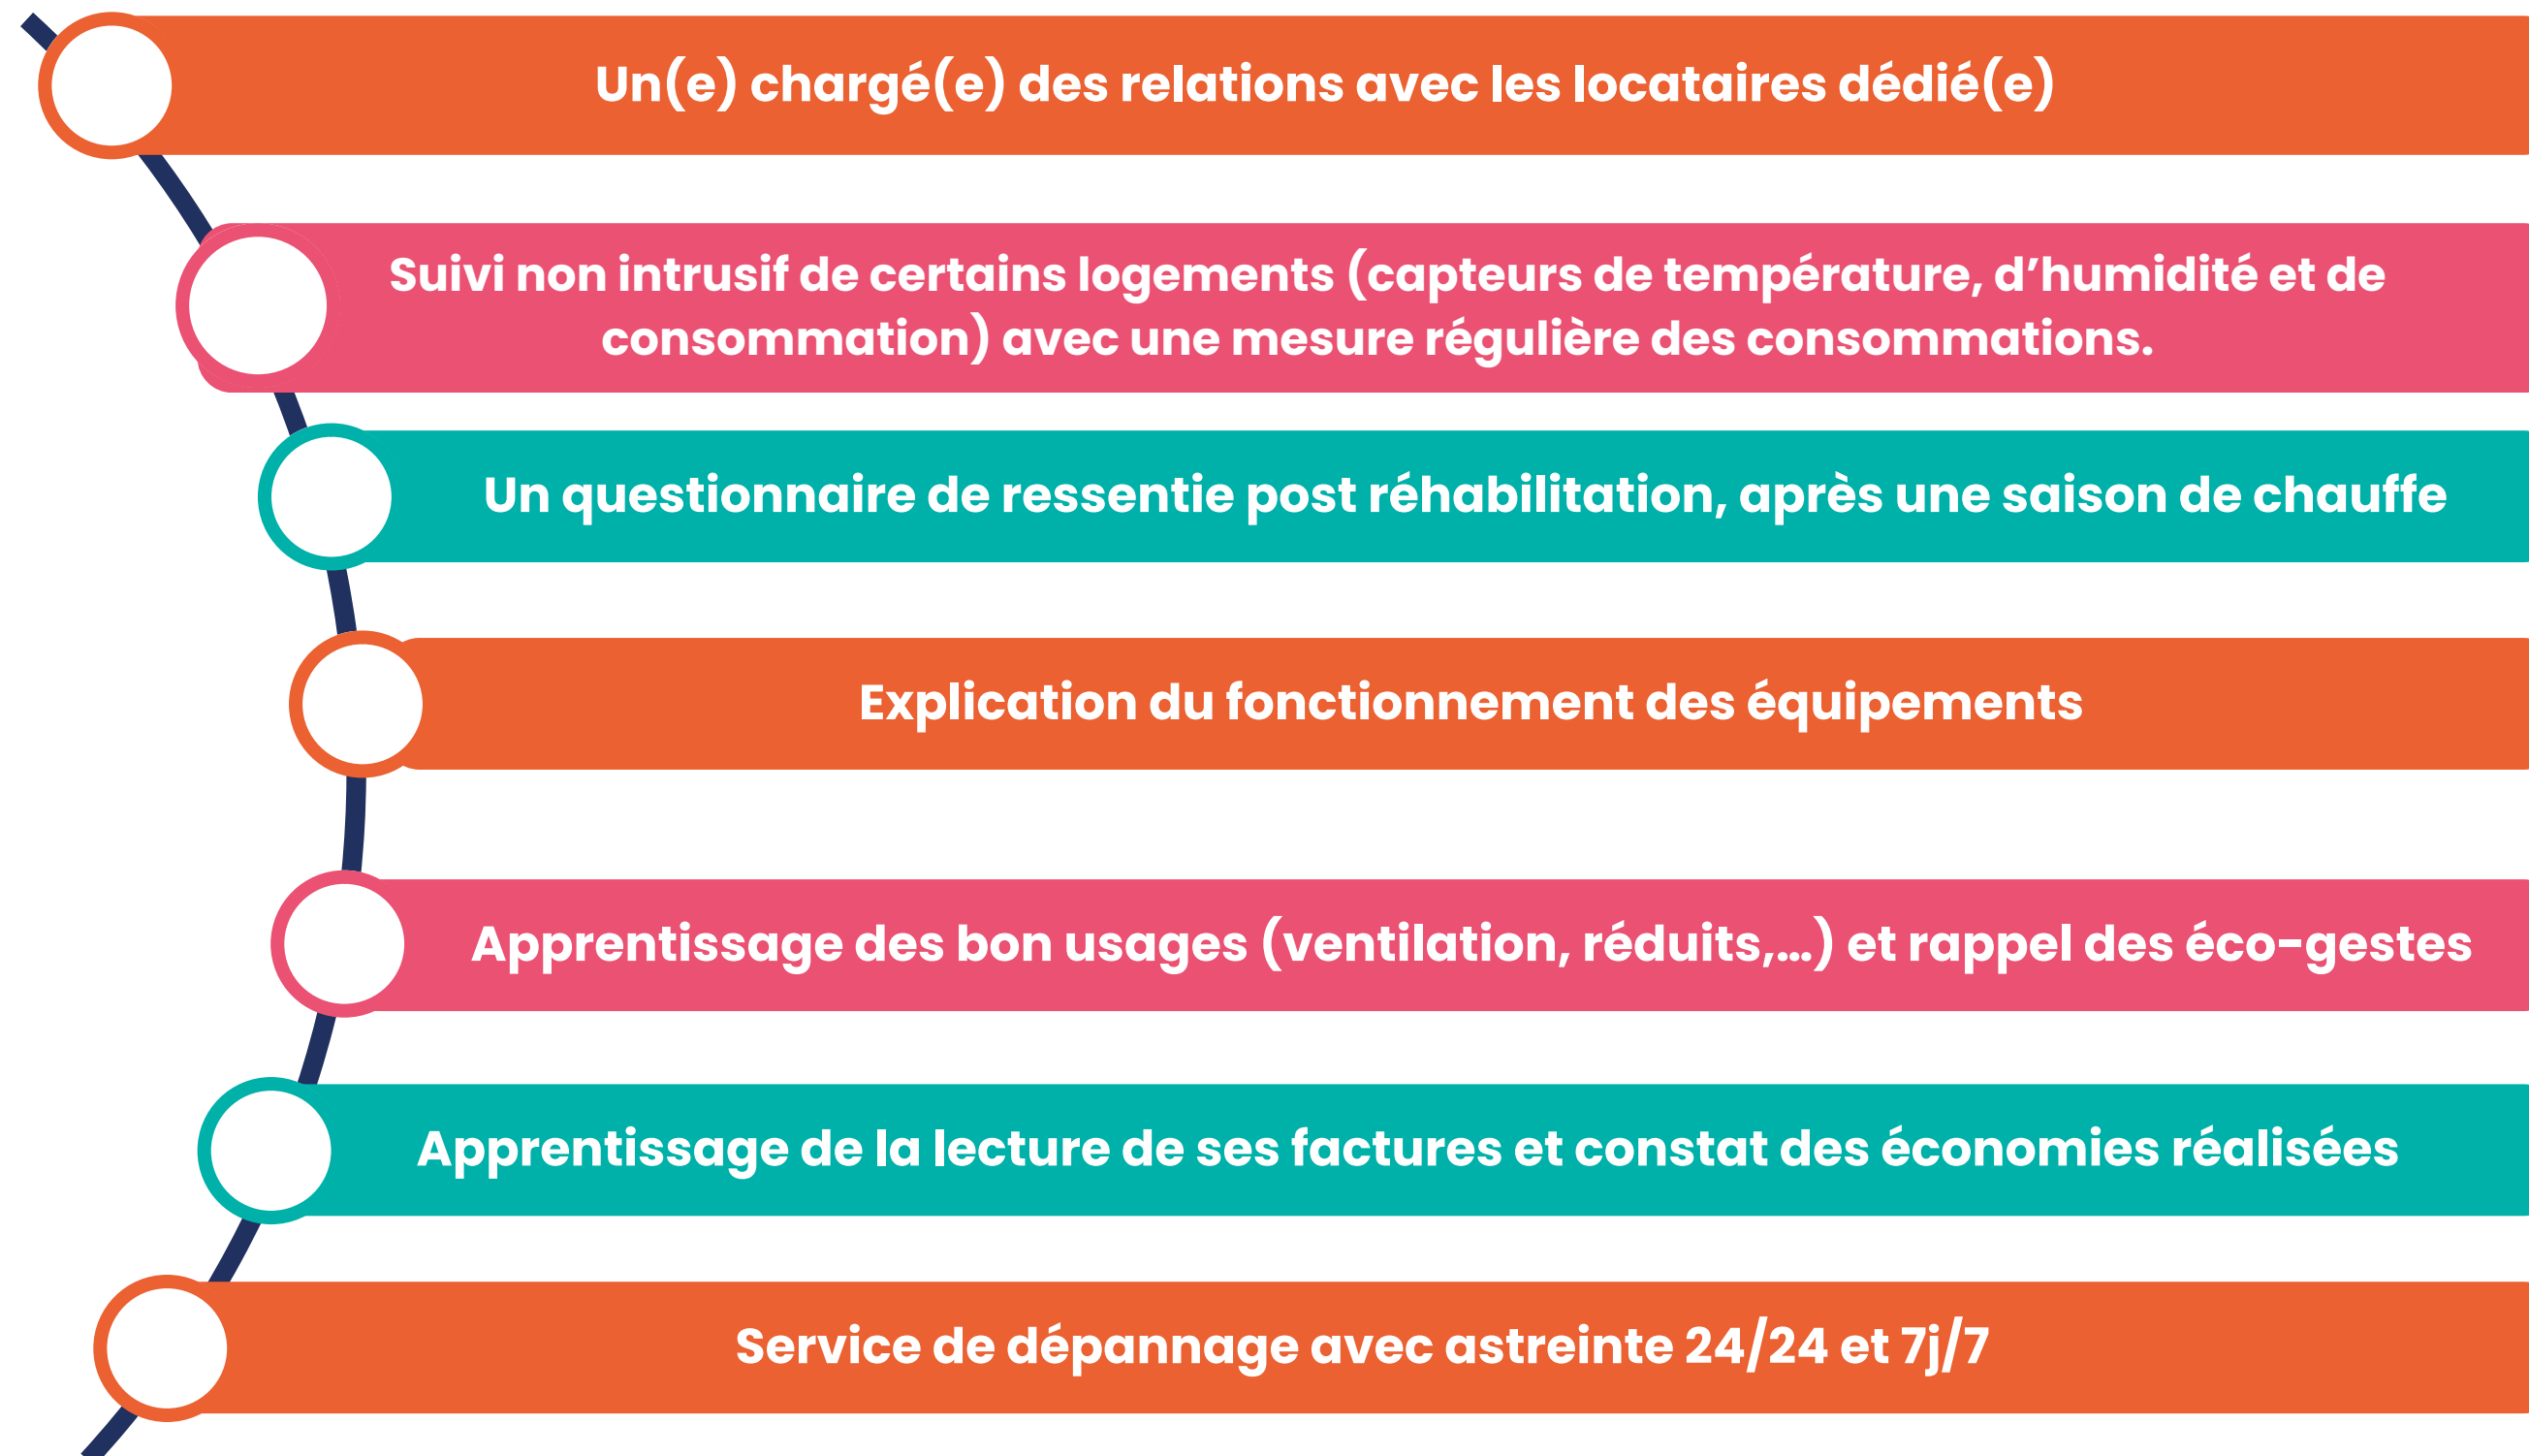 Un(e) chargé(e) des relations avec les locataires dédié(e)
Suivi non intrusif de certains logements (capteurs de température, d’humidité et de
consommation) avec une mesure régulière des consommations.
Un questionnaire de ressentie post réhabilitation, après une saison de chauffe
Explication du fonctionnement des équipements
Apprentissage des bon usages (ventilation, réduits,...) et rappel des éco-gestes
Apprentissage de la lecture de ses factures et constat des économies réalisées
Service de dépannage avec astreinte 24/24 et 7j/7